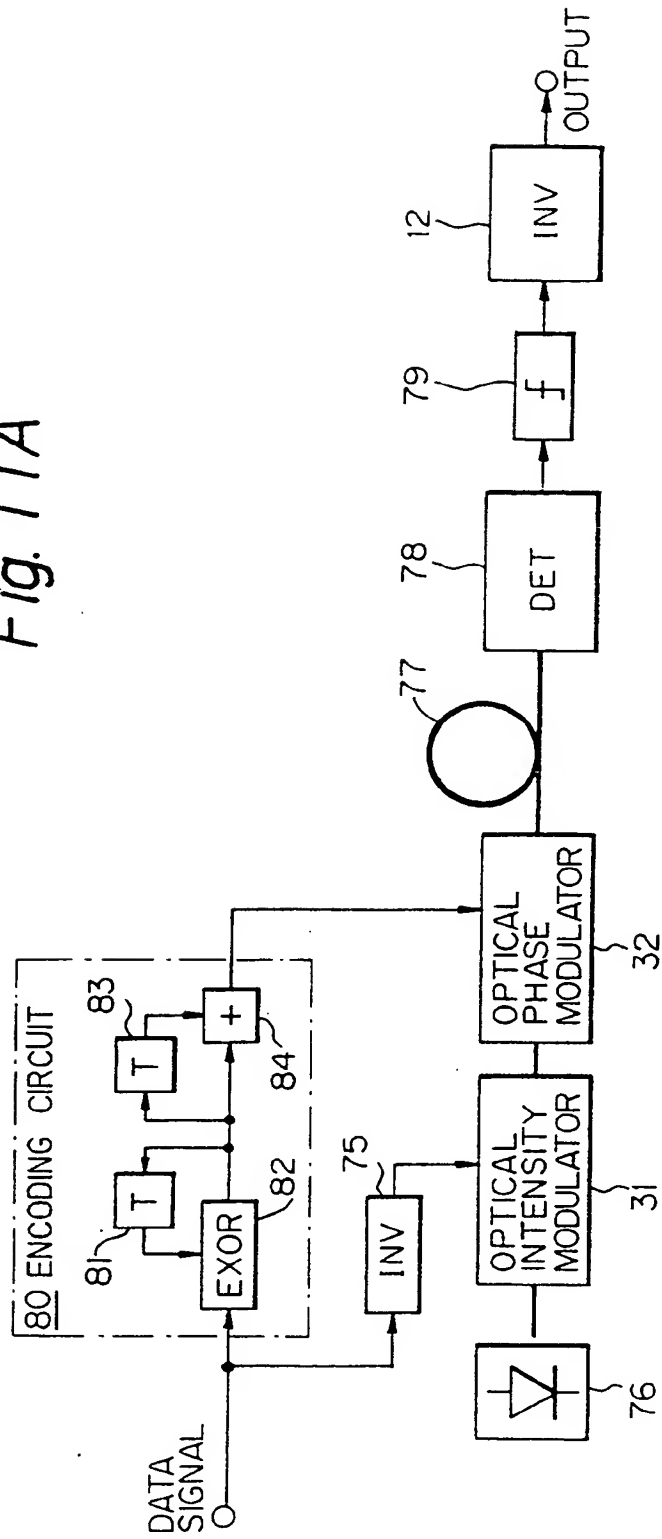 Fig. 11A
80 ENCODING CIRCUIT
83
T
81
T
+
84
EXOR
82
DATA
SIGNAL
75
INV
OPTICAL
INTENSITY
MODULATOR
31
76
OPTICAL
PHASE
MODULATOR
32
77
78
DET
79
12
INV
OUTPUT